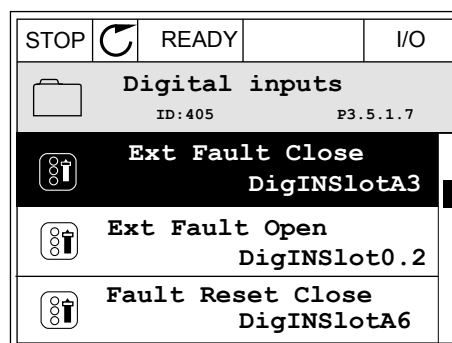 STOP READY I/O
Digital inputs
ID:405 P3.5.1.7
Ext Fault Close
DigINSlotA3
Ext Fault Open
DigINSlot0.2
Fault Reset Close
DigINSlotA6